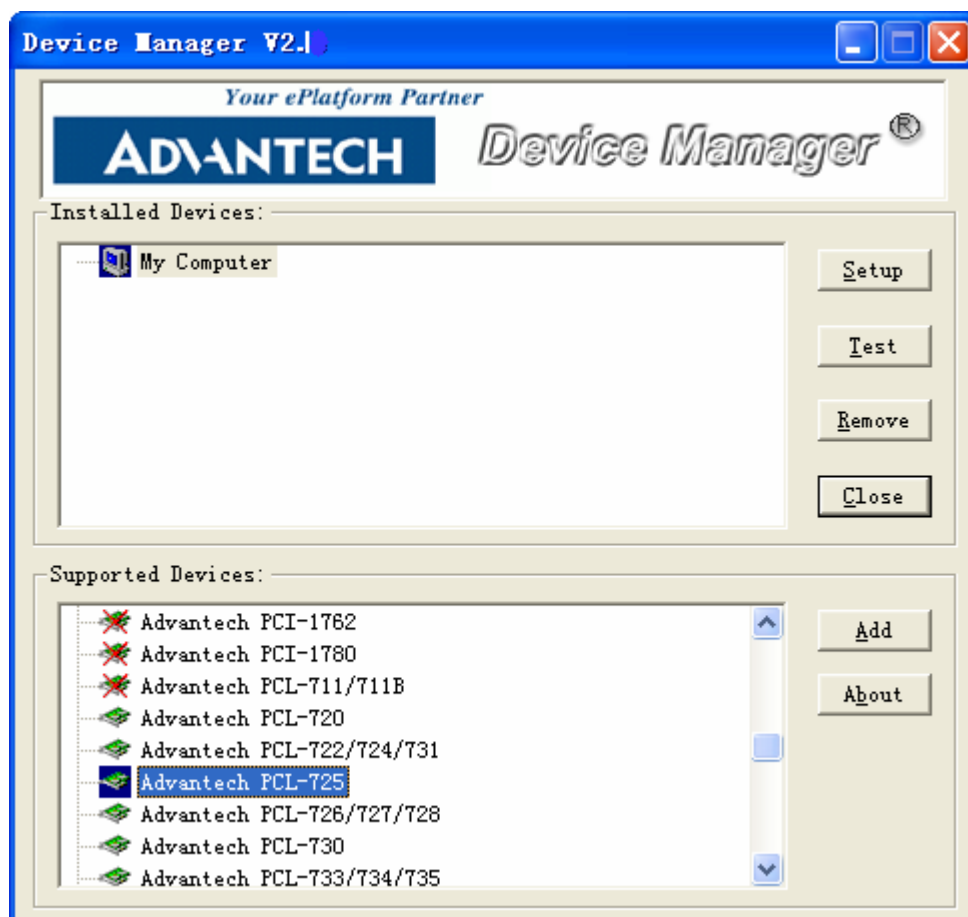 Device Manager V2.
Your ePlatform Partner
ADVANTECH
Device Manager ®
Installed Devices:
My Computer
Setup
Test
Remove
Close
Supported Devices:
Advantech PCI-1762
Advantech PCI-1780
Advantech PCL-711/711B
Advantech PCL-720
Advantech PCL-722/724/731
Advantech PCL-725
Advantech PCL-726/727/728
Advantech PCL-730
Advantech PCL-733/734/735
Add
About